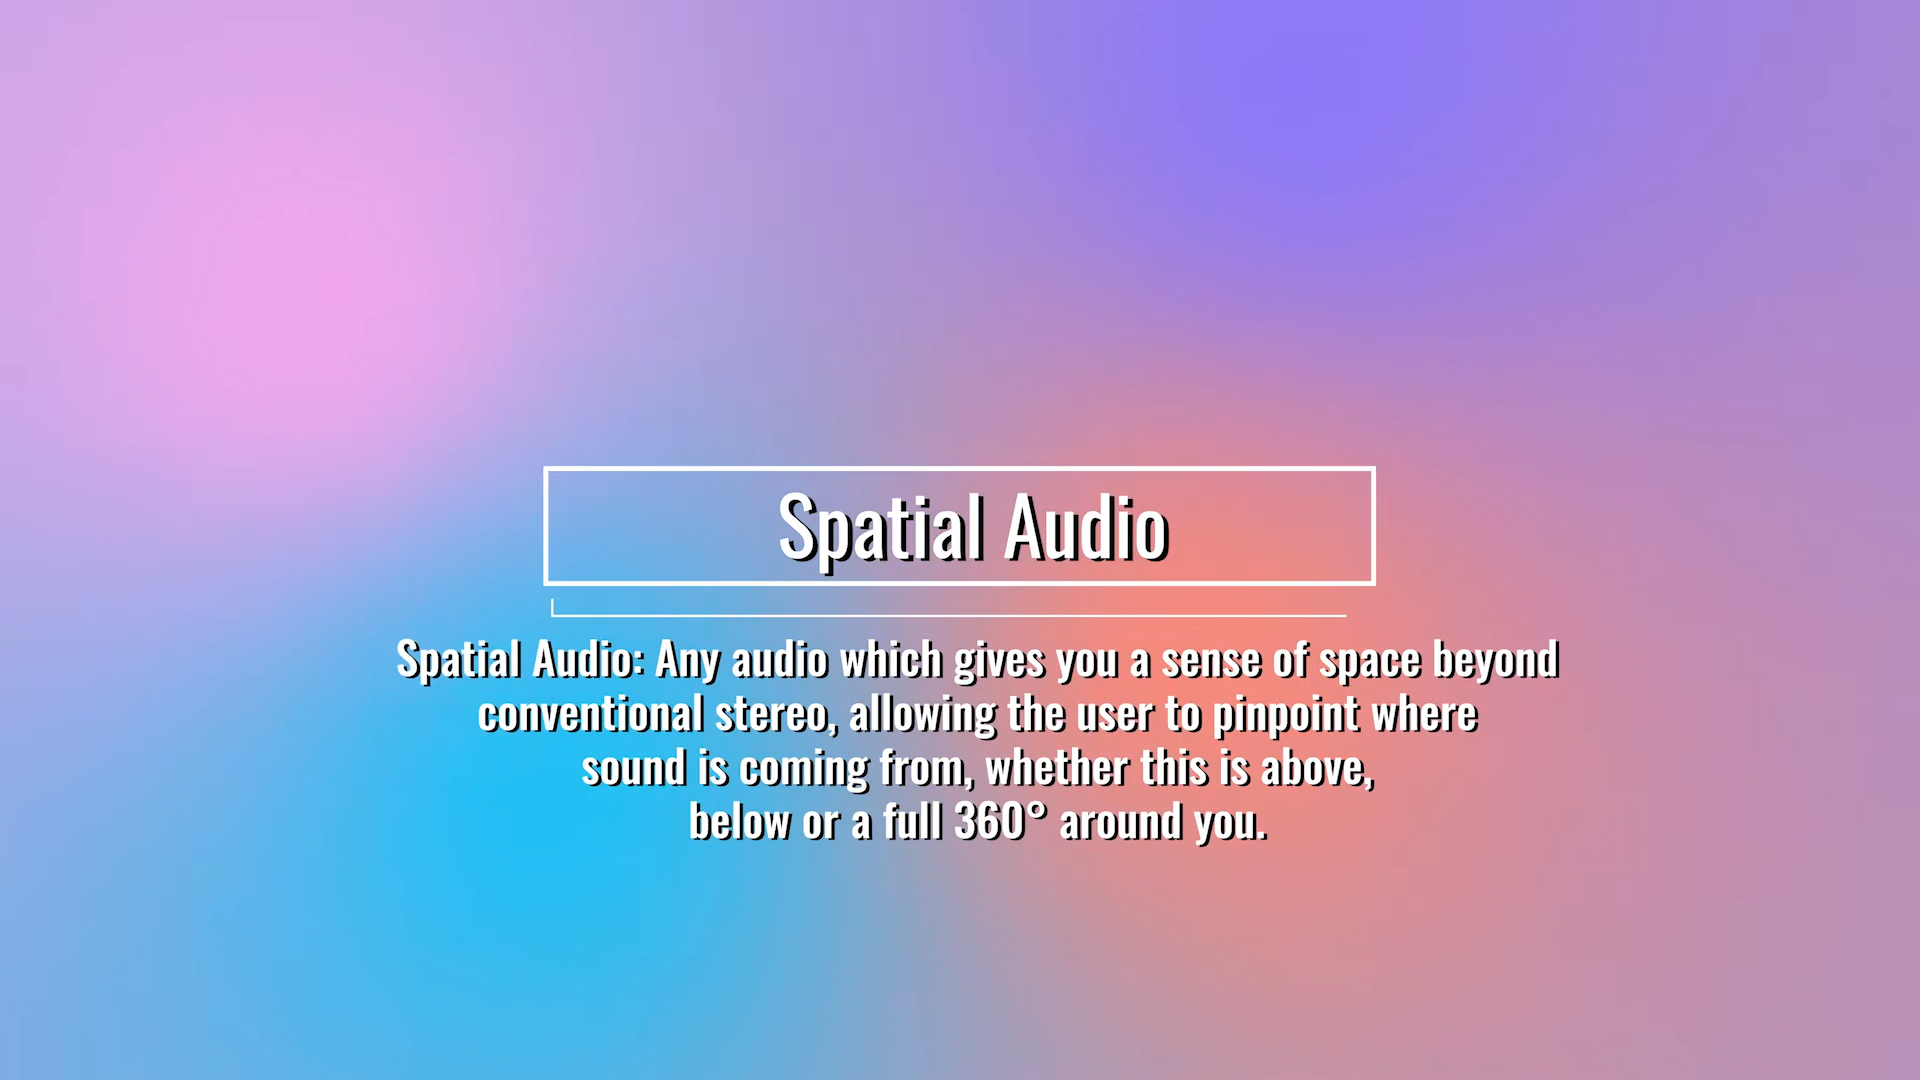 Spatial Audio
Spatial Audio: Any audio which gives you a sense of space beyond
conventional stereo, allowing the user to pinpoint where
sound is coming from, whether this is above,
below or a full 360° around you.